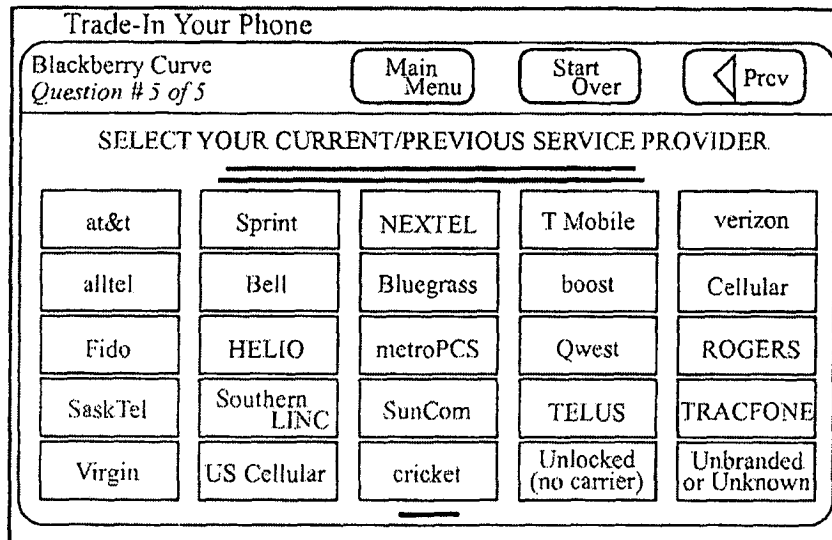 Trade-In Your Phone
Blackberry Curve
Question # 5 of 5
Main
Menu
Start
Over
Prev
SELECT YOUR CURRENT/PREVIOUS SERVICE PROVIDER
at&t
Sprint
NEXTEL
T Mobile
verizon
alltel
Bell
Bluegrass
boost
Cellular
Fido
HELIO
metroPCS
Qwest
ROGERS
SaskTel
Southern
LINC
SunCom
TELUS
TRACFONE
Virgin
US Cellular
cricket
Unlocked
(no carrier)
Unbranded
or Unknown